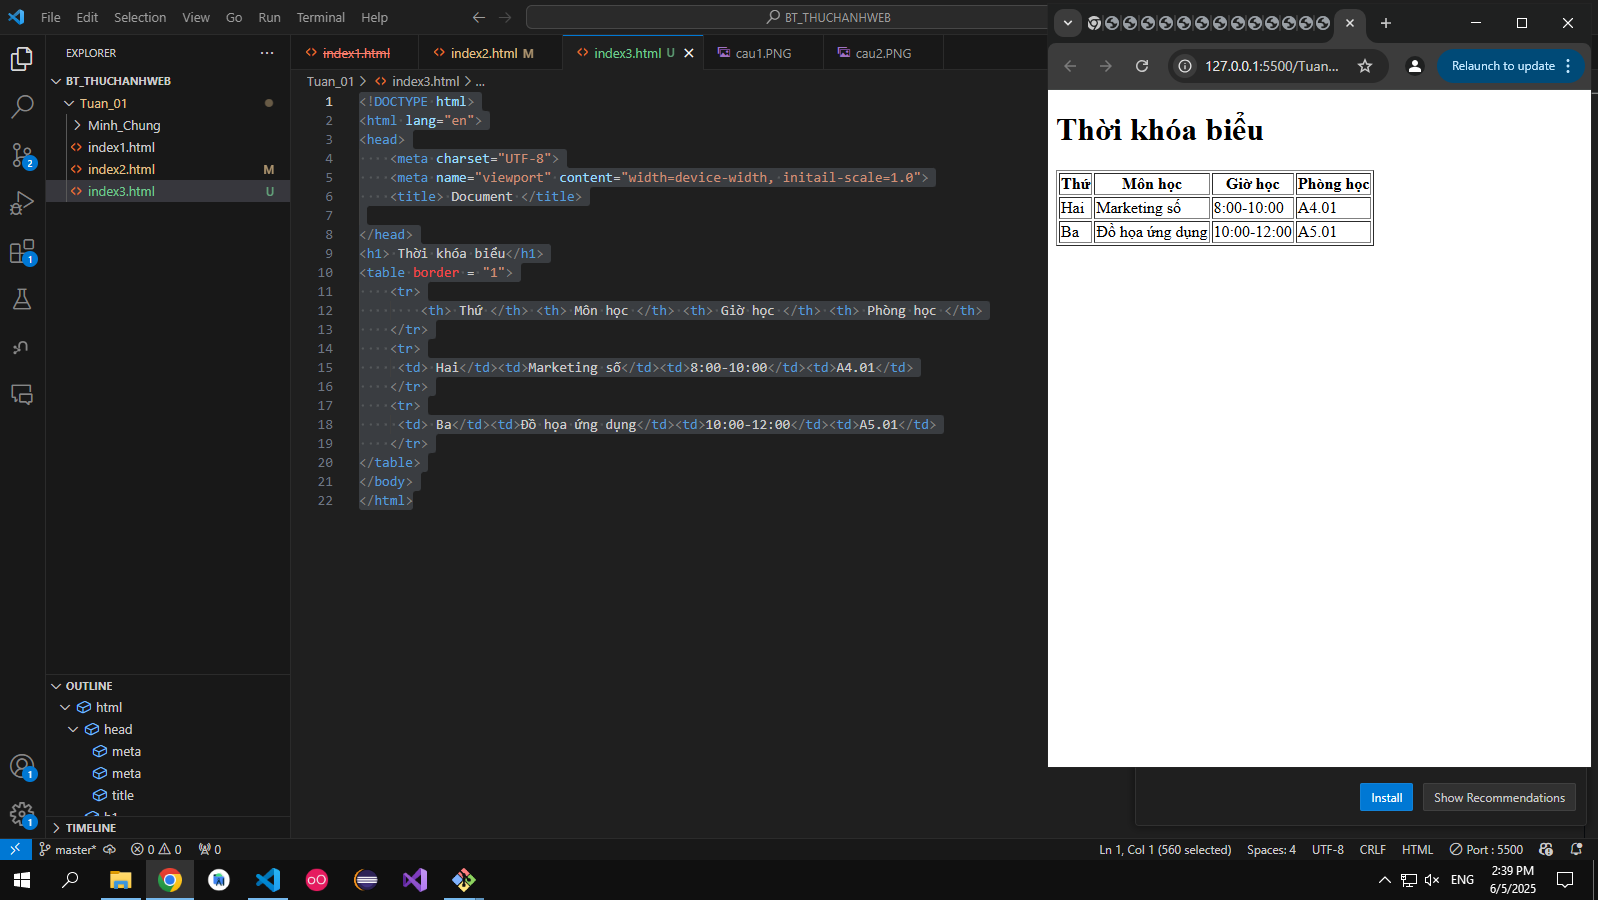 File Edit Selection View Go Run Terminal Help
BT_THUCHANHWEB
EXPLORER
BT_THUCHANHWEB
Tuan_01
Minh_Chung
index1.html
index2.html M
index3.html U
OUTLINE
html
head
meta
meta
title
TIMELINE
index1.html
index2.html M
index3.html U
cau1.PNG
cau2.PNG
Tuan_01 > index3.html > ...
1 <!DOCTYPE html>
2 <html lang="en">
3 <head>
4 <meta charset="UTF-8">
5 <meta name="viewport" content="width=device-width, initail-scale=1.0">
6 <title> Document </title>
7
8 </head>
9 <h1> Thời khóa biểu</h1>
10 <table border = "1">
11 <tr>
12 <th> Thứ </th> <th> Môn học </th> <th> Giờ học </th> <th> Phòng học </th>
13 </tr>
14 <tr>
15 <td> Hai</td><td>Marketing số</td><td>8:00-10:00</td><td>A4.01</td>
16 </tr>
17 <tr>
18 <td> Ba</td><td>Đồ họa ứng dụng</td><td>10:00-12:00</td><td>A5.01</td>
19 </tr>
20 </table>
21 </body>
22 </html>
127.0.0.1:5500/Tuan...
Relaunch to update
Thời khóa biểu
Thứ Môn học Giờ học Phòng học
Hai Marketing số 8:00-10:00 A4.01
Ba Đồ họa ứng dụng 10:00-12:00 A5.01
Install
Show Recommendations
2
1
1
1
master* 0 0 0
Ln 1, Col 1 (560 selected) Spaces: 4 UTF-8 CRLF HTML Port : 5500
ENG
2:39 PM
6/5/2025